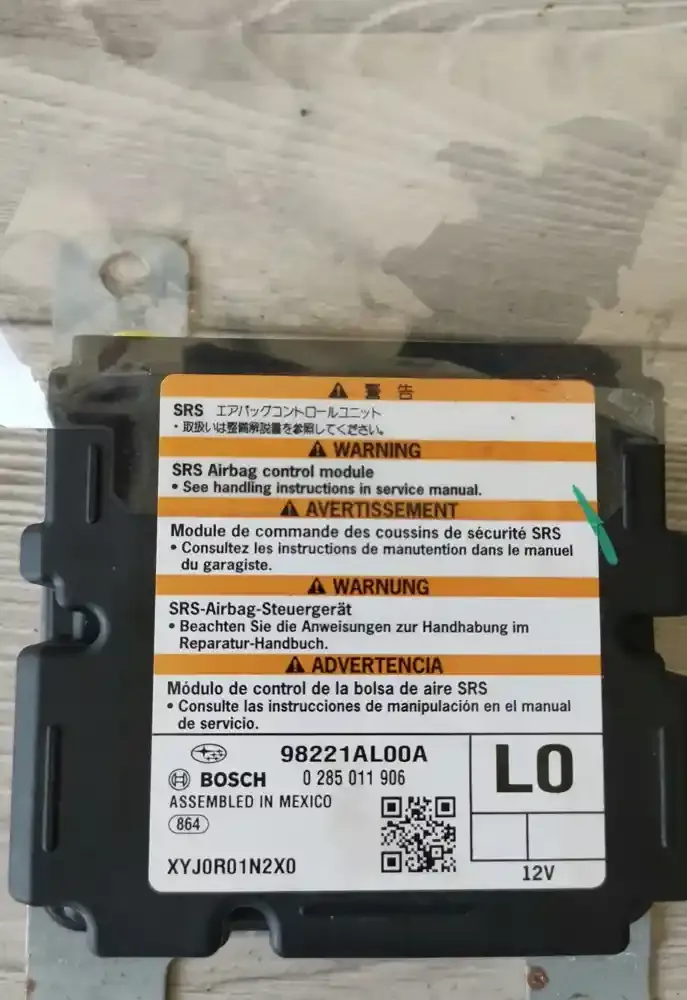 警告
SRS エアバッグコントロールユニット
・取扱いは整備解説書を参照してください。
WARNING
SRS Airbag control module
• See handling instructions in service manual.
AVERTISSEMENT
Module de commande des coussins de sécurité SRS
• Consultez les instructions de manutention dans le manuel
du garagiste.
WARNUNG
SRS-Airbag-Steuergerät
• Beachten Sie die Anweisungen zur Handhabung im
Reparatur-Handbuch.
ADVERTENCIA
Módulo de control de la bolsa de aire SRS
• Consulte las instrucciones de manipulación en el manual
de servicio.
98221AL00A
BOSCH 0 285 011 906
ASSEMBLED IN MEXICO
864
XYJ0R01N2X0
L0
12V